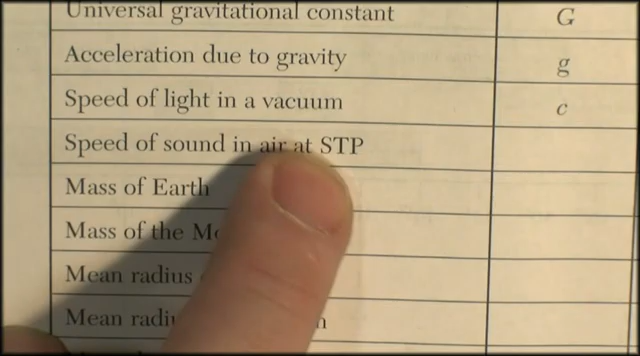 Universal gravitational constant G
Acceleration due to gravity g
Speed of light in a vacuum c
Speed of sound in air at STP
Mass of Earth
Mass of the
Mean radius
Mean